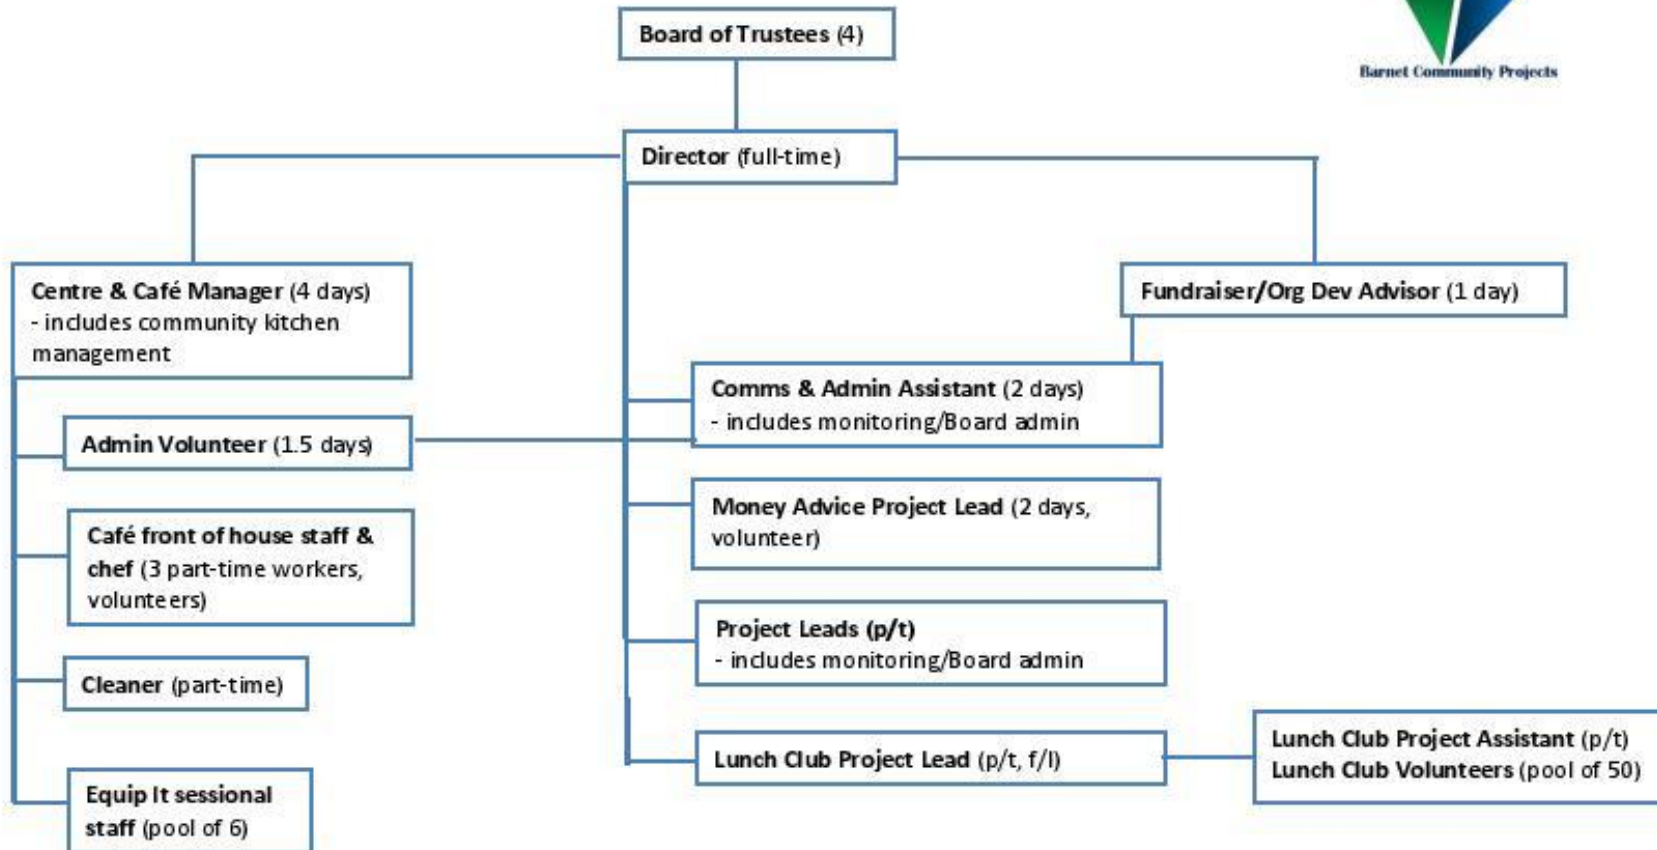 Board of Trustees (4)
Barnet Community Projects
Director (full-time)
Centre & Café Manager (4 days)
- includes community kitchen
management
Fundraiser/Org Dev Advisor (1 day)
Comms & Admin Assistant (2 days)
- includes monitoring/Board admin
Admin Volunteer (1.5 days)
Money Advice Project Lead (2 days,
volunteer)
Café front of house staff &
chef (3 part-time workers,
volunteers)
Project Leads (p/t)
- includes monitoring/Board admin
Cleaner (part-time)
Lunch Club Project Lead (p/t, f/l)
Lunch Club Project Assistant (p/t)
Lunch Club Volunteers (pool of 50)
Equip It sessional
staff (pool of 6)